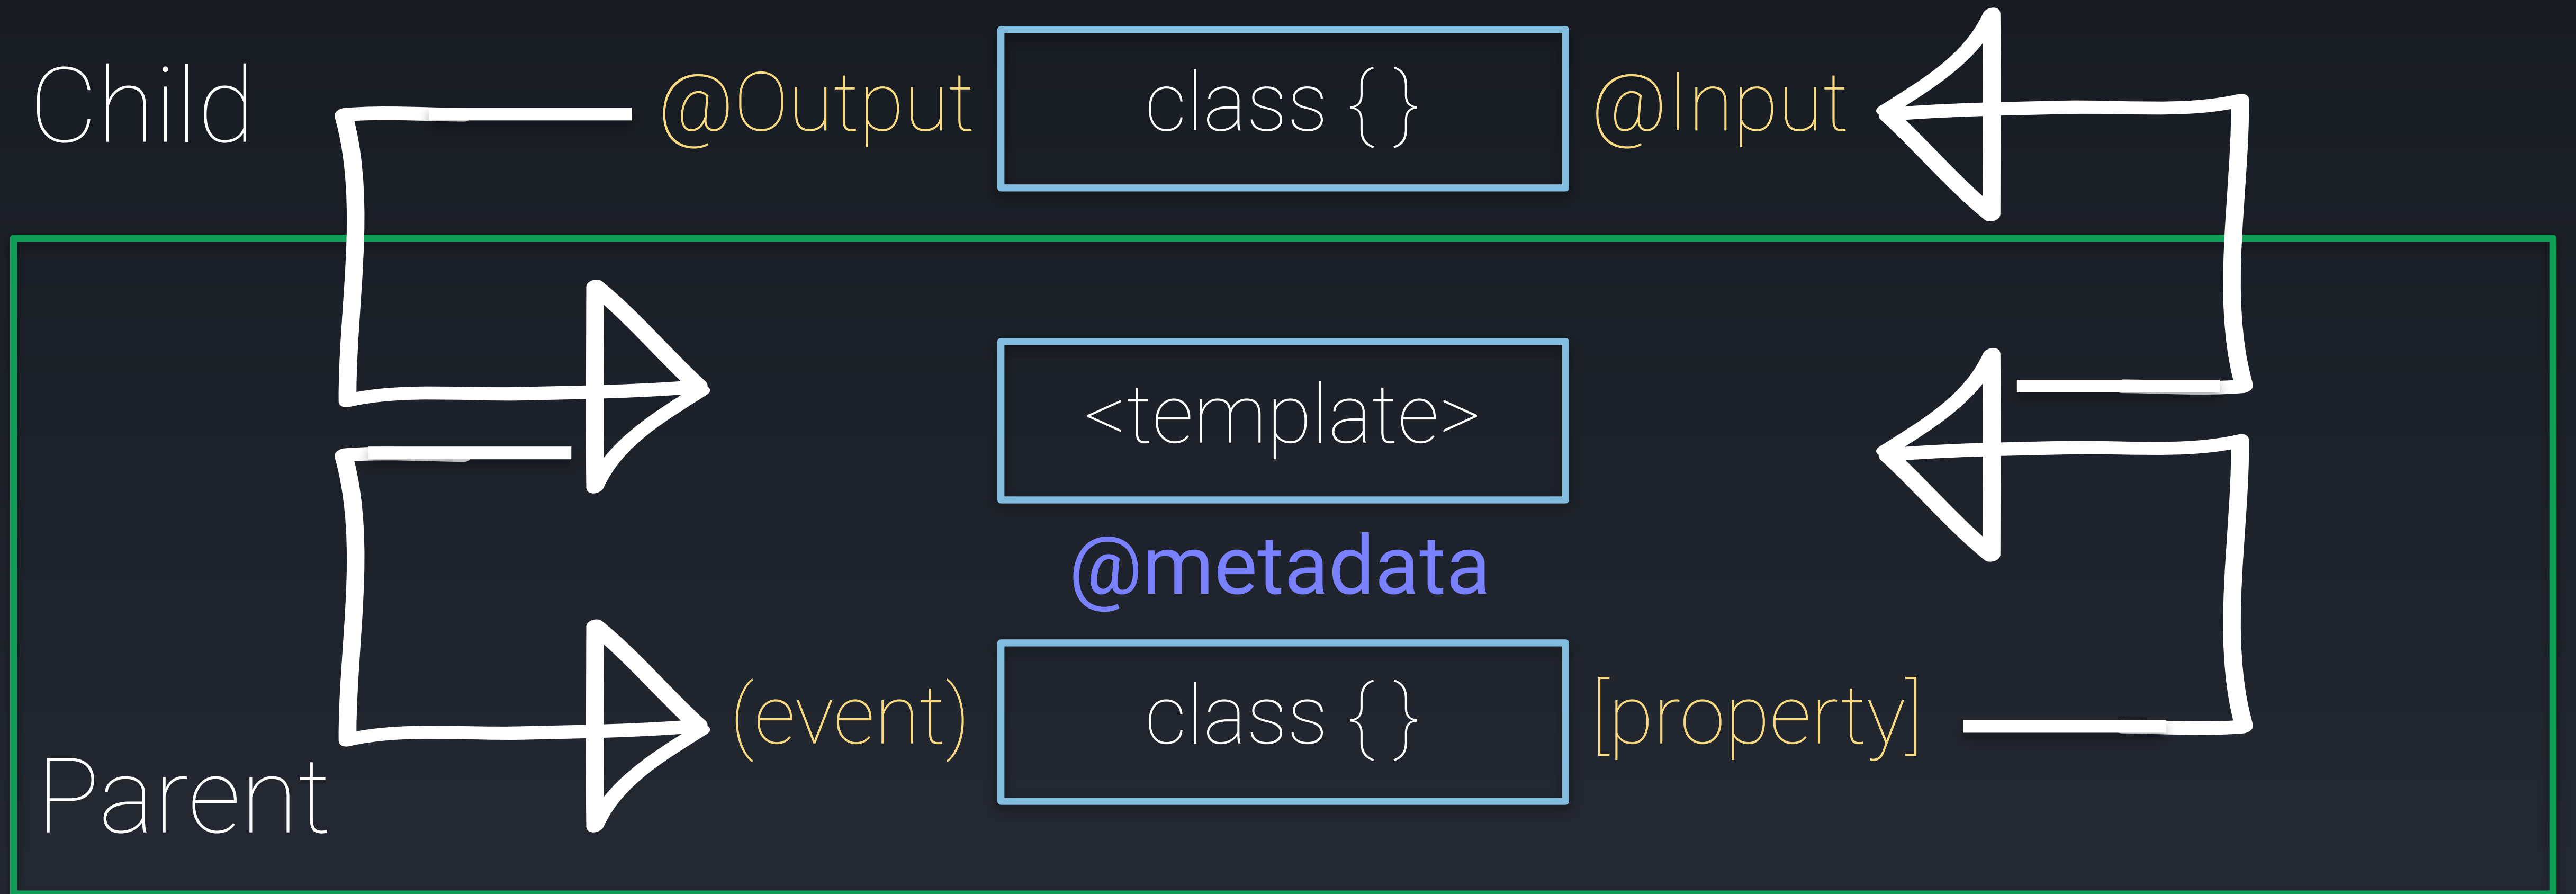 Child
@Output
class { }
@Input
<template>
@metadata
(event)
class { }
[property]
Parent